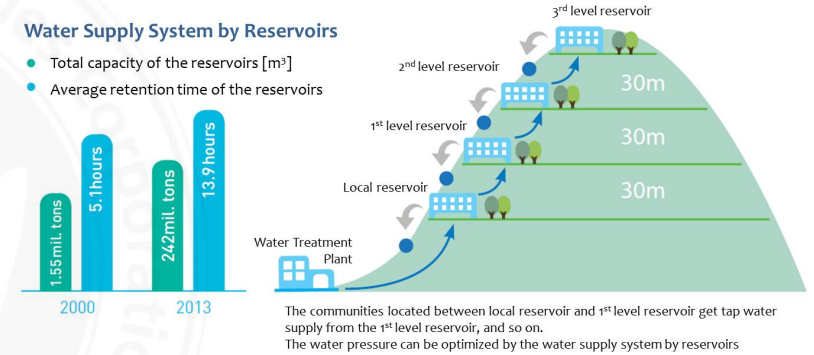 3rd level reservoir
Water Supply System by Reservoirs
Total capacity of the reservoirs [m³]
Average retention time of the reservoirs
2nd level reservoir
30m
1st level reservoir
30m
Local reservoir
30m
1.55mil. tons
5.1hours
242mil. tons
13.9hours
2000
2013
Water Treatment
Plant
The communities located between local reservoir and 1st level reservoir get tap water
supply from the 1st level reservoir, and so on.
The water pressure can be optimized by the water supply system by reservoirs